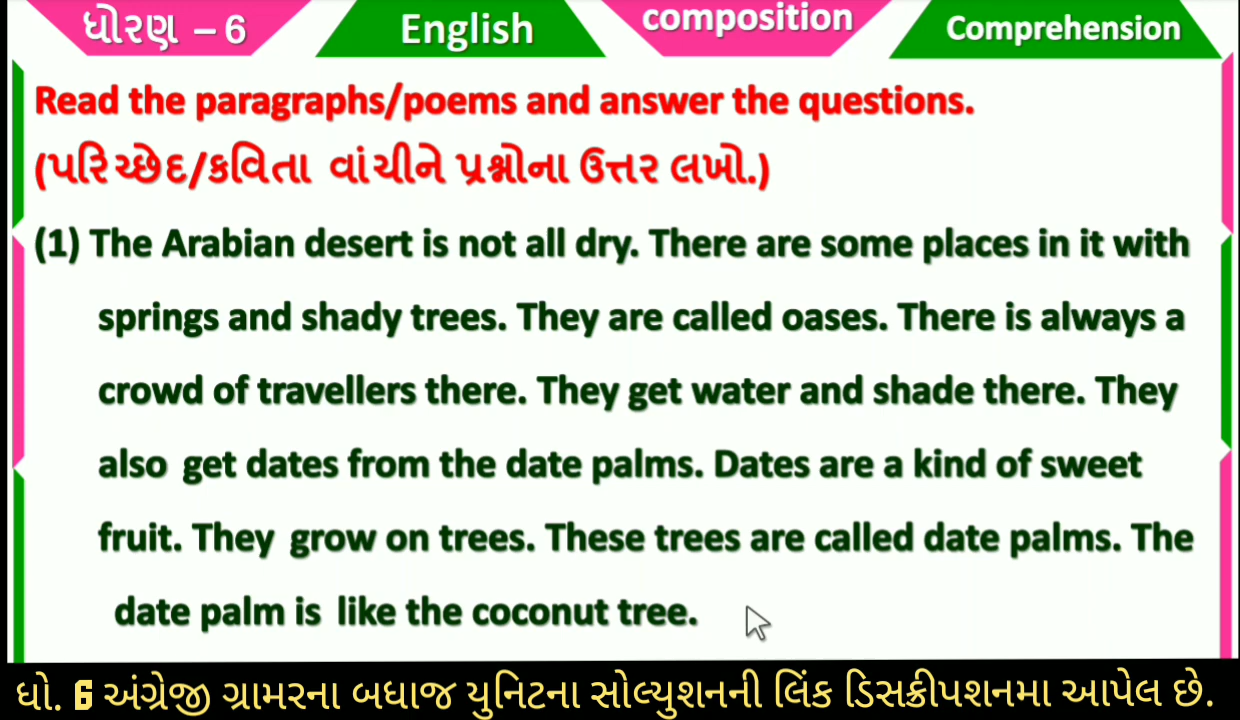 ધોરણ – 6
English
composition
Comprehension
Read the paragraphs/poems and answer the questions.
(પરિચ્છેદ/કવિતા વાંચીને પ્રશ્નોના ઉત્તર લખો.)
(1) The Arabian desert is not all dry. There are some places in it with
springs and shady trees. They are called oases. There is always a
crowd of travellers there. They get water and shade there. They
also get dates from the date palms. Dates are a kind of sweet
fruit. They grow on trees. These trees are called date palms. The
date palm is like the coconut tree.
ધો. 6 અંગ્રેજી ગ્રામરના બધાજ યુનિટના સોલ્યુશનની લિંક ડિસક્રીપશનમા આપેલ છે.